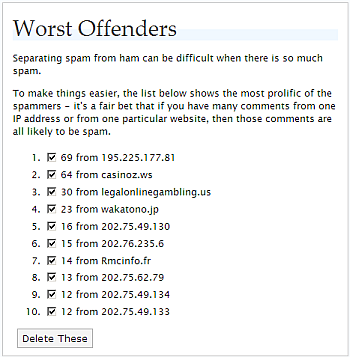 Worst Offenders
Separating spam from ham can be difficult when there is so much
spam.
To make things easier, the list below shows the most prolific of the
spammers – it's a fair bet that if you have many comments from one
IP address or from one particular website, then those comments are
all likely to be spam.
1. 69 from 195.225.177.81
2. 64 from casinoz.ws
3. 30 from legalonlinegambling.us
4. 23 from wakatono.jp
5. 16 from 202.75.49.130
6. 15 from 202.76.235.6
7. 14 from Rmcinfo.fr
8. 13 from 202.75.62.79
9. 12 from 202.75.49.134
10. 12 from 202.75.49.133
Delete These